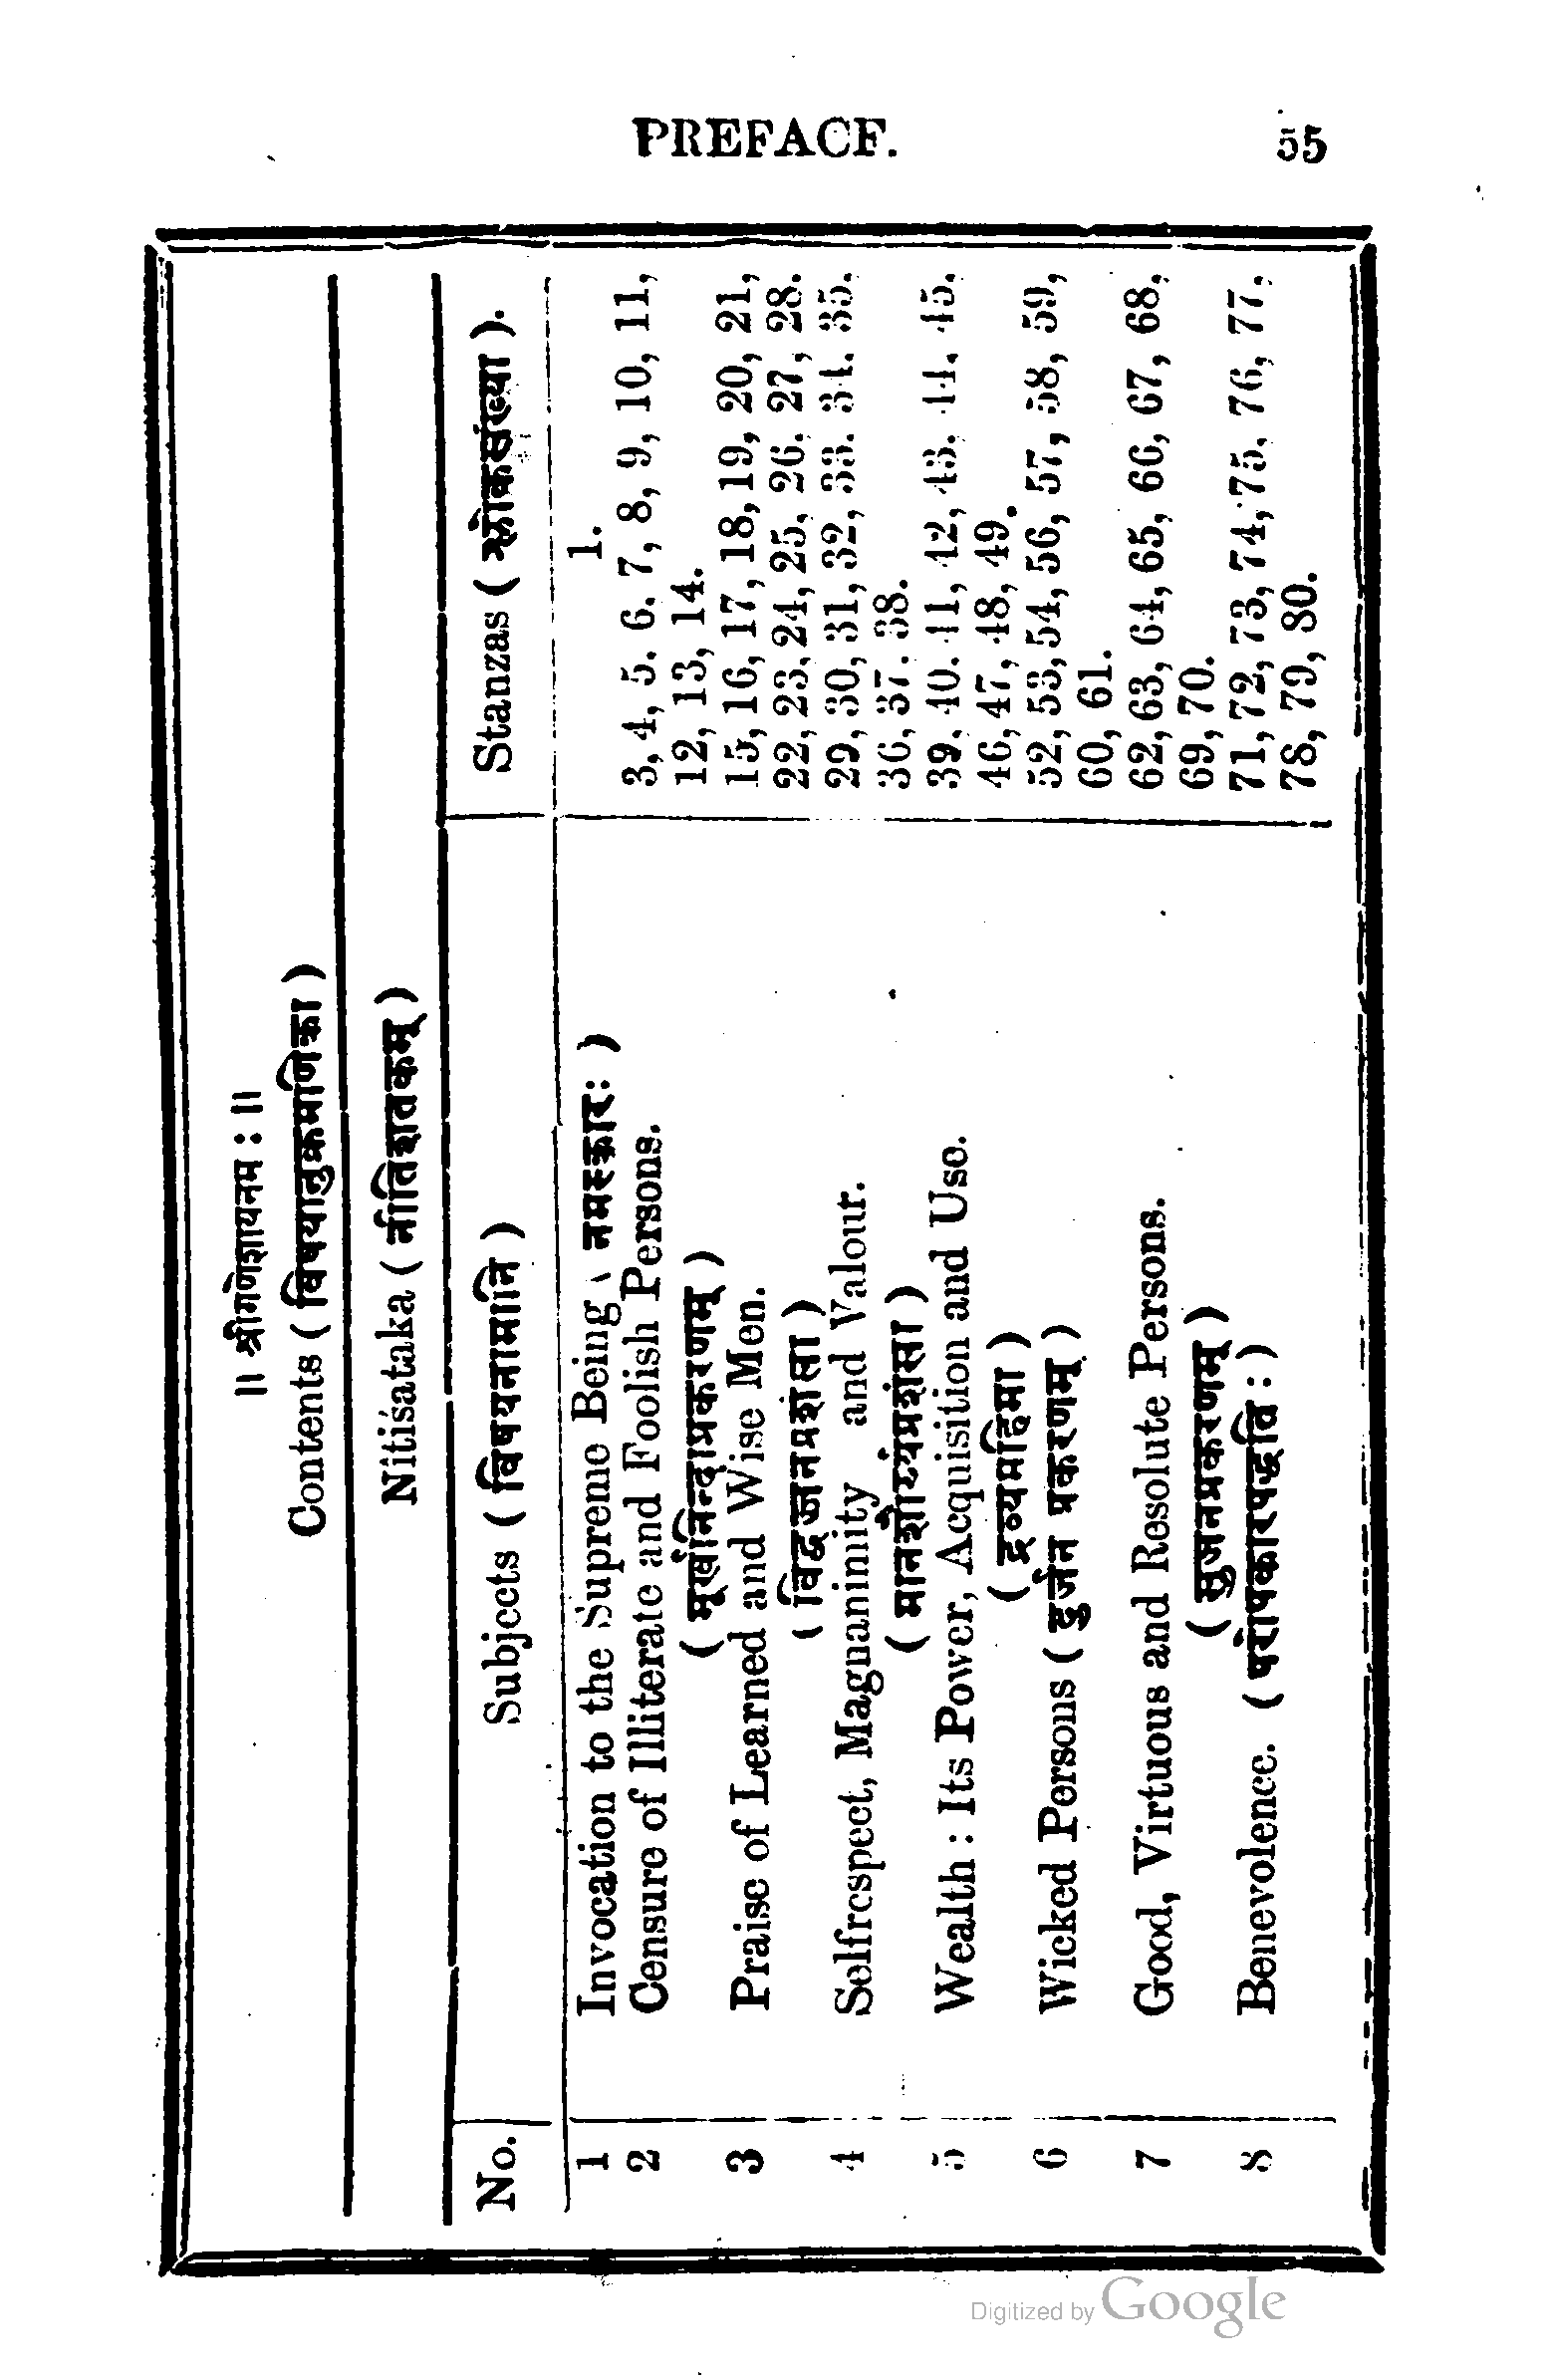 PREFACE.
55
॥ श्रीगणेशायनम : ॥
Contents ( विषयानुक्रमणिका )
Nitiśataka ( नीतिशतकम् )
No. Subjects ( विषयनामानि ) Stanzas ( श्लोकसंख्या ).
1 Invocation to the Supreme Being ( नमस्कारः ) 1.
2 Censure of Illiterate and Foolish Persons. 3, 4, 5. 6. 7, 8, 9, 10, 11,
( मूर्खनिन्दाप्रकरणम् ) 12, 13, 14.
3 Praise of Learned and Wise Men. 15, 16, 17, 18, 19, 20, 21,
( विद्वज्जनप्रशंसा ) 22, 23, 24, 25, 26. 27, 28.
4 Selfrespect, Magnanimity and Valour. 29, 30, 31, 32, 33. 34. 35.
( मानशौर्य्यप्रशंसा ) 36, 37. 38.
5 Wealth : Its Power, Acquisition and Use. 39, 40. 41, 42, 43. 44. 45.
( द्रव्यमहिमा ) 46, 47, 48, 49.
6 Wicked Persons ( दुर्जन प्रकरणम् ) 52, 53, 54, 56, 57, 58, 59,
60, 61.
7 Good, Virtuous and Resolute Persons. 62, 63, 64, 65, 66, 67, 68,
( सुजनप्रकरणम् ) 69, 70.
8 Benevolence. ( परोपकारपद्धति : ) 71, 72, 73, 74, 75, 76, 77,
78, 79, 80.
Digitized by Google